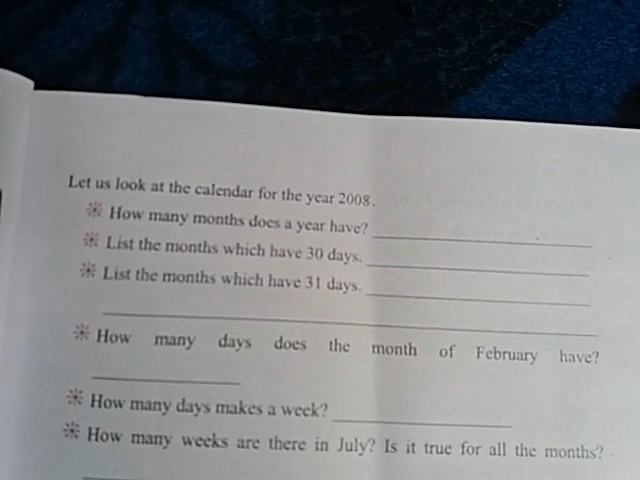 Let us look at the calendar for the year 2008.
How many months does a year have?
List the months which have 30 days.
List the months which have 31 days.
How many days does the month of February have?
How many days makes a week?
How many weeks are there in July? Is it true for all the months?